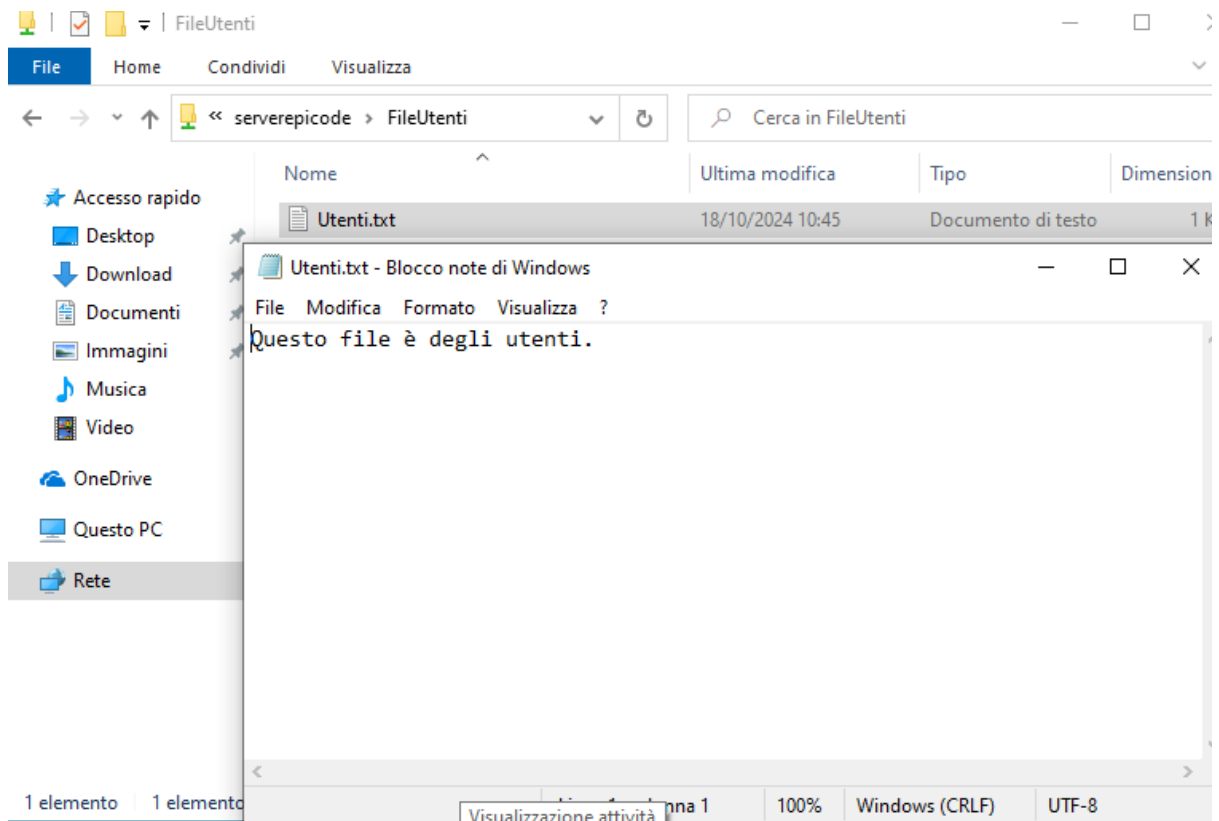 FileUtenti
File Home Condividi Visualizza
« serverepicode > FileUtenti Cerca in FileUtenti
Nome Ultima modifica Tipo Dimension
Accesso rapido
Utenti.txt 18/10/2024 10:45 Documento di testo 1 K
Desktop
Utenti.txt - Blocco note di Windows
Download
File Modifica Formato Visualizza ?
Documenti
Questo file è degli utenti.
Immagini
Musica
Video
OneDrive
Questo PC
Rete
1 elemento 1 elemento
nna 1 100% Windows (CRLF) UTF-8
Visualizzazione attività